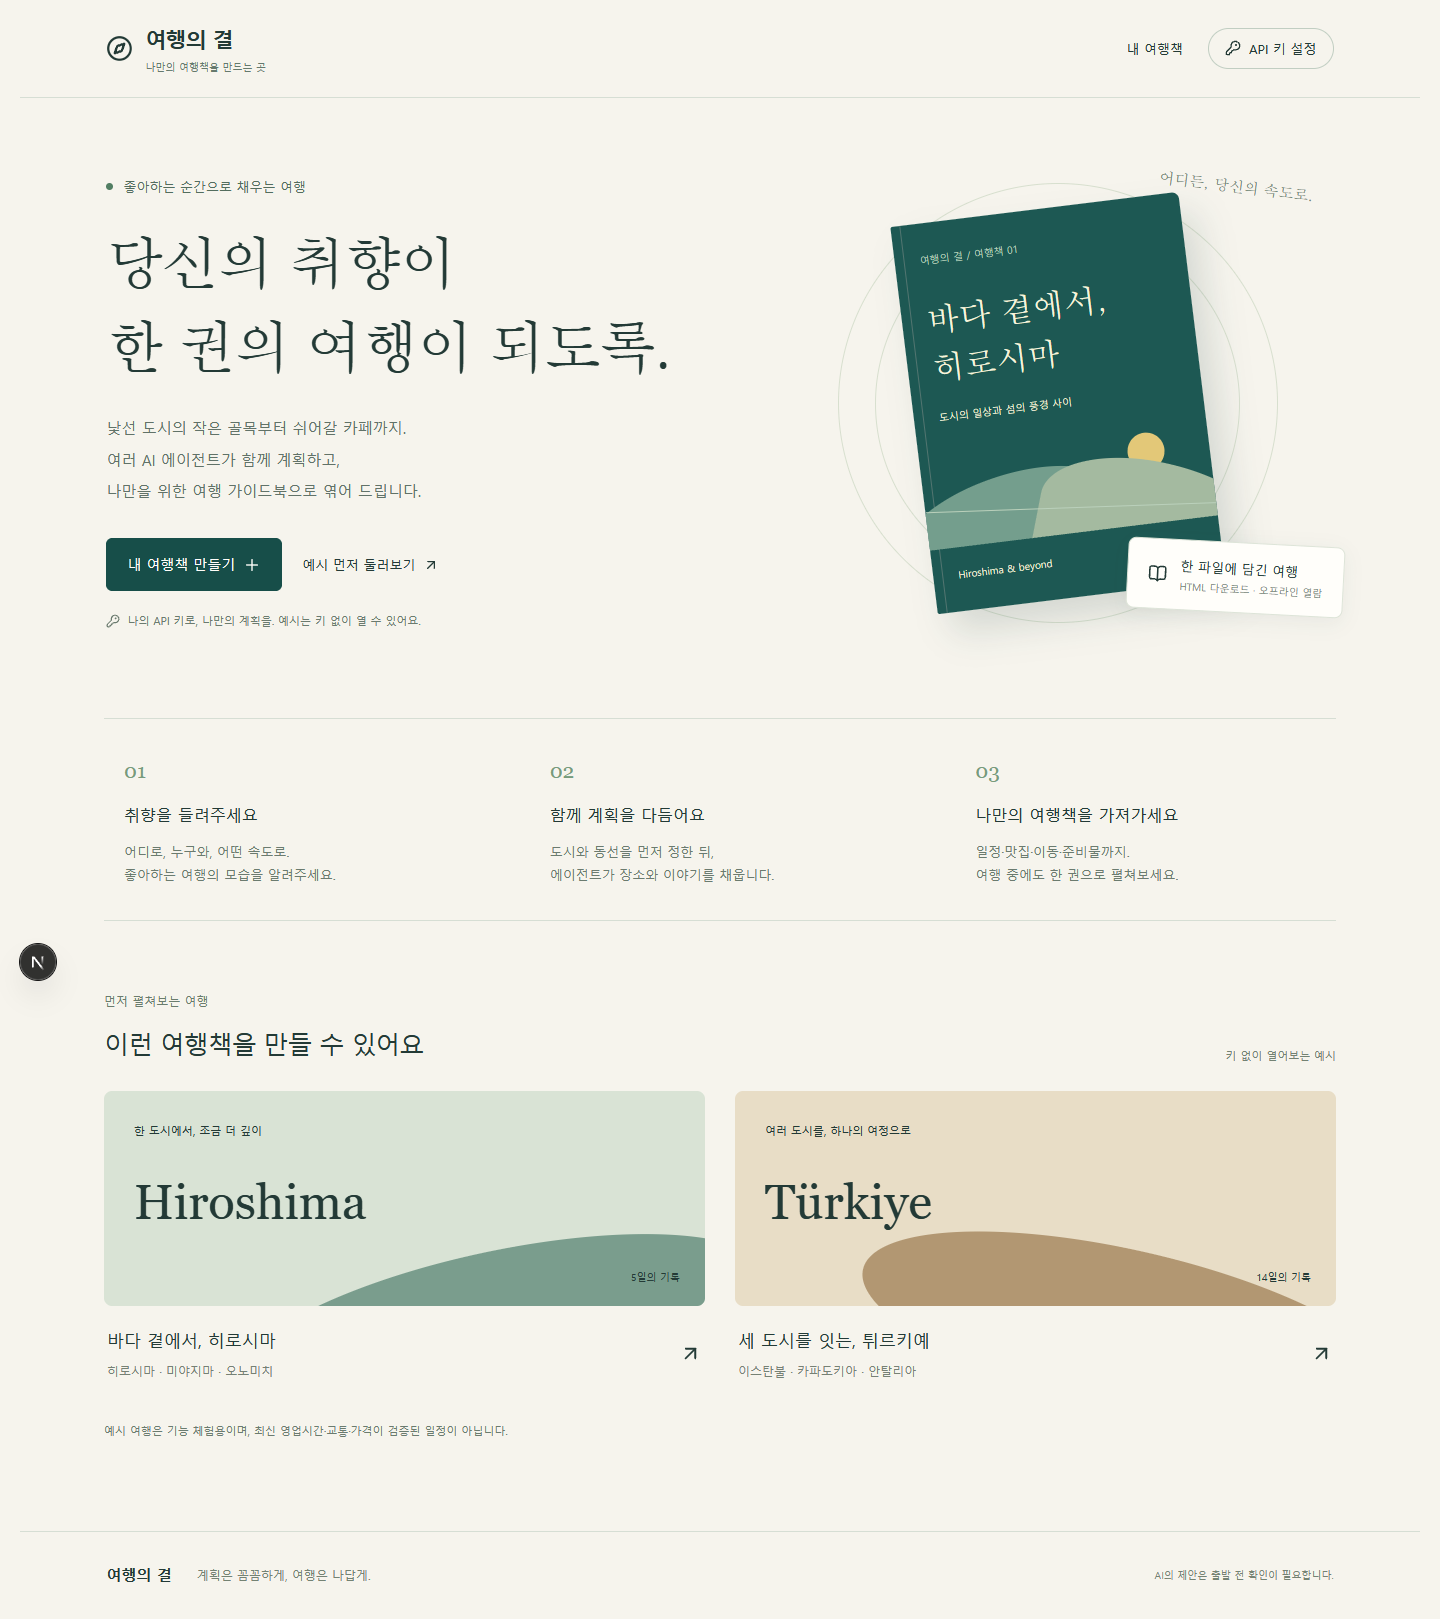 여행의 결
나만의 여행책을 만드는 곳
내 여행책
API 키 설정
좋아하는 순간으로 채우는 여행
당신의 취향이
한 권의 여행이 되도록.
낯선 도시의 작은 골목부터 쉬어갈 카페까지.
여러 AI 에이전트가 함께 계획하고,
나만을 위한 여행 가이드북으로 엮어 드립니다.
내 여행책 만들기
예시 먼저 둘러보기
나의 API 키로, 나만의 계획을. 예시는 키 없이 열 수 있어요.
어디든, 당신의 속도로.
여행의 결 / 여행책 01
바다 곁에서,
히로시마
도시의 일상과 섬의 풍경 사이
Hiroshima & beyond
한 파일에 담긴 여행
HTML 다운로드 · 오프라인 열람
01
취향을 들려주세요
어디로, 누구와, 어떤 속도로.
좋아하는 여행의 모습을 알려주세요.
02
함께 계획을 다듬어요
도시와 동선을 먼저 정한 뒤,
에이전트가 장소와 이야기를 채웁니다.
03
나만의 여행책을 가져가세요
일정·맛집·이동·준비물까지.
여행 중에도 한 권으로 펼쳐보세요.
N
먼저 펼쳐보는 여행
이런 여행책을 만들 수 있어요
키 없이 열어보는 예시
한 도시에서, 조금 더 깊이
Hiroshima
5일의 기록
바다 곁에서, 히로시마
히로시마 · 미야지마 · 오노미치
여러 도시를, 하나의 여정으로
Türkiye
14일의 기록
세 도시를 잇는, 튀르키예
이스탄불 · 카파도키아 · 안탈리아
예시 여행은 기능 체험용이며, 최신 영업시간·교통·가격이 검증된 일정이 아닙니다.
여행의 결
계획은 꼼꼼하게, 여행은 나답게.
AI의 제안은 출발 전 확인이 필요합니다.